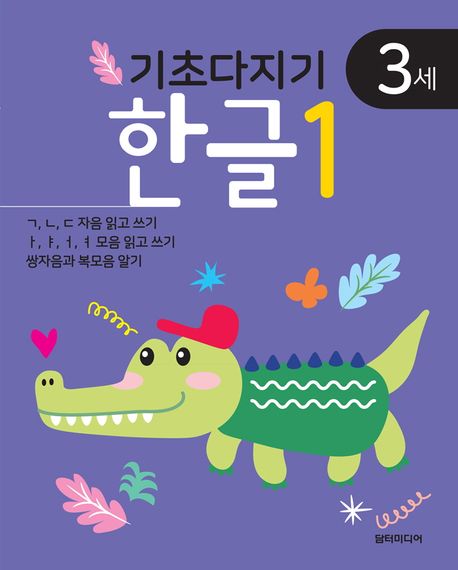 기초다지기
3세
한글1
ㄱ, ㄴ, ㄷ 자음 읽고 쓰기
ㅏ, ㅑ, ㅓ, ㅕ 모음 읽고 쓰기
쌍자음과 복모음 알기
담터미디어